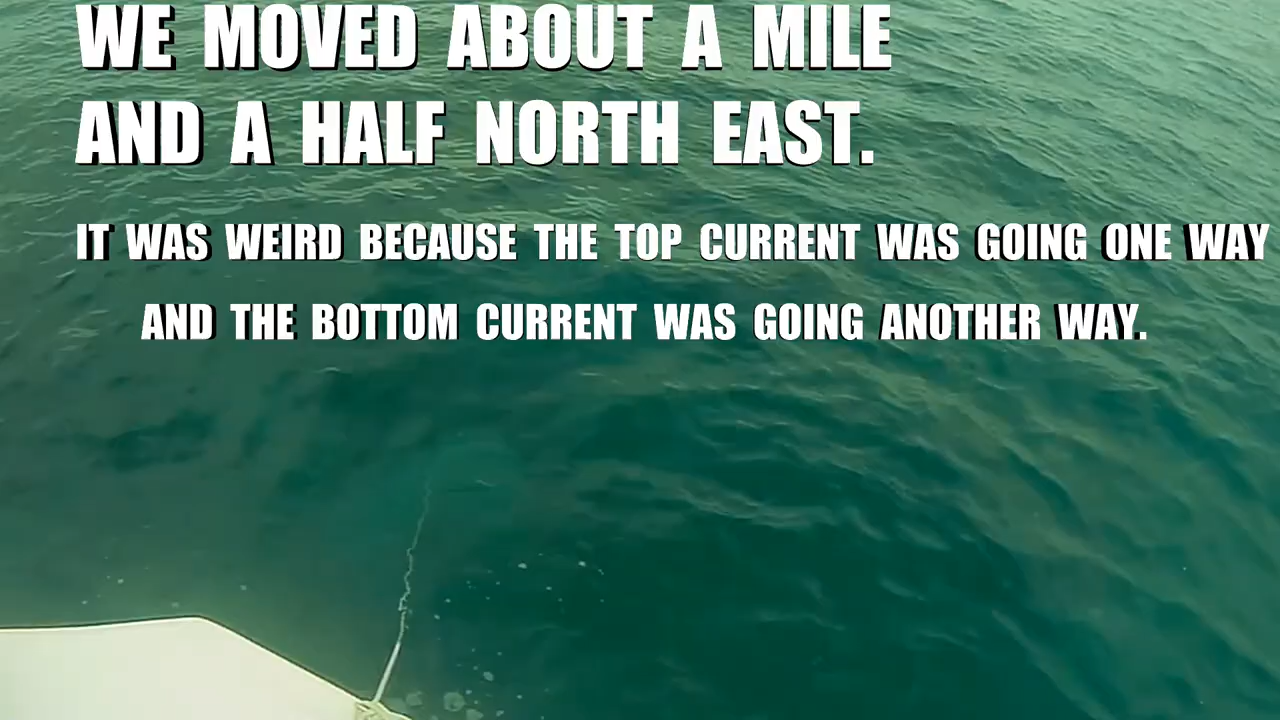 WE MOVED ABOUT A MILE
AND A HALF NORTH EAST.
IT WAS WEIRD BECAUSE THE TOP CURRENT WAS GOING ONE WAY
AND THE BOTTOM CURRENT WAS GOING ANOTHER WAY.